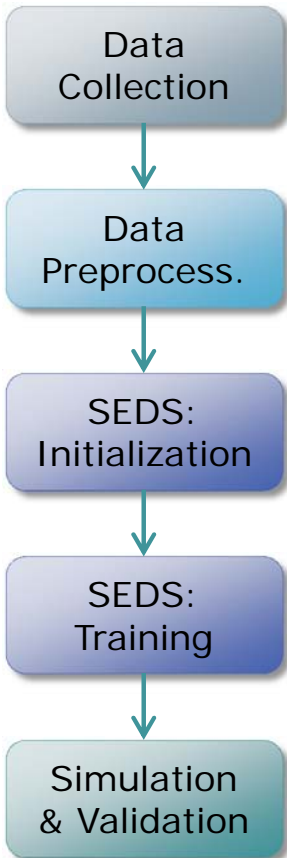 Data
Collection
Data
Preprocess.
SEDS:
Initialization
SEDS:
Training
Simulation
& Validation